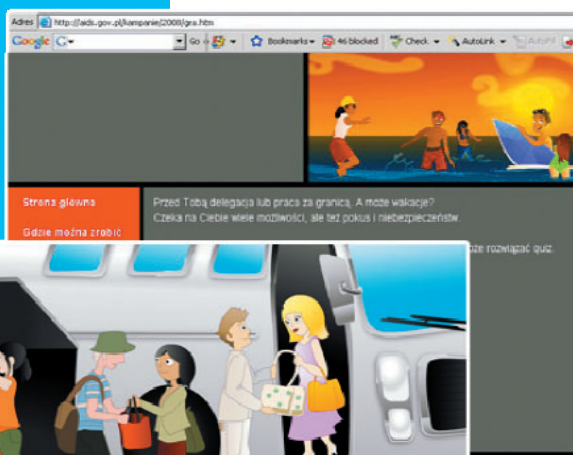 Adres http://aids.gov.pl/kampanie/2008/gra.htm
Google G Go Bookmarks 46 blocked Check AutoLink AutoFill
Strona główna
Gdzie można zrobić
Przed Tobą delegacja lub praca za granicą. A może wakacje?
Czeka na Ciebie wiele możliwości, ale też pokus i niebezpieczeństw.
oże rozwiązać quiz.